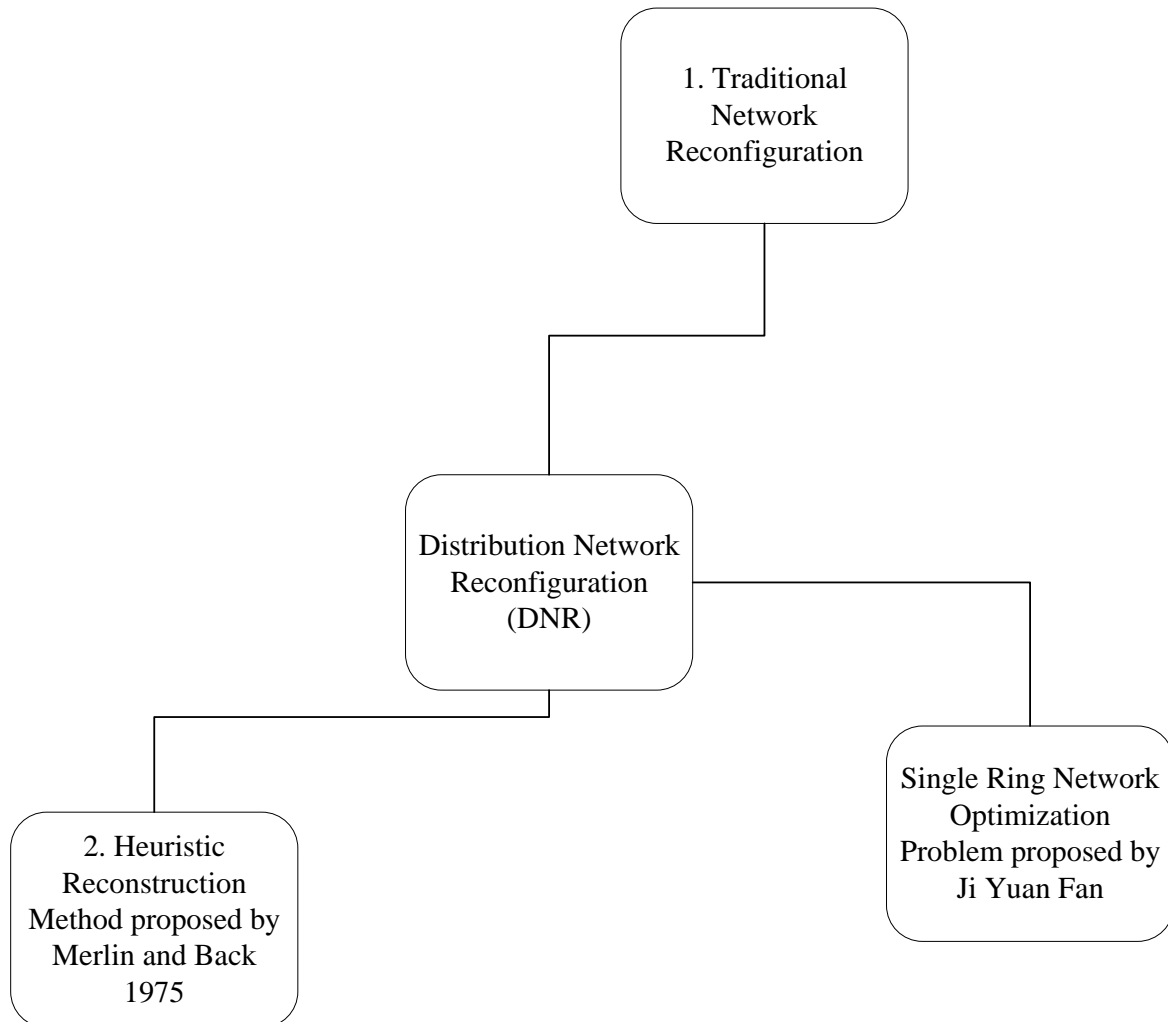 1. Traditional
Network
Reconfiguration
Distribution Network
Reconfiguration
(DNR)
Single Ring Network
Optimization
Problem proposed by
Ji Yuan Fan
2. Heuristic
Reconstruction
Method proposed by
Merlin and Back
1975